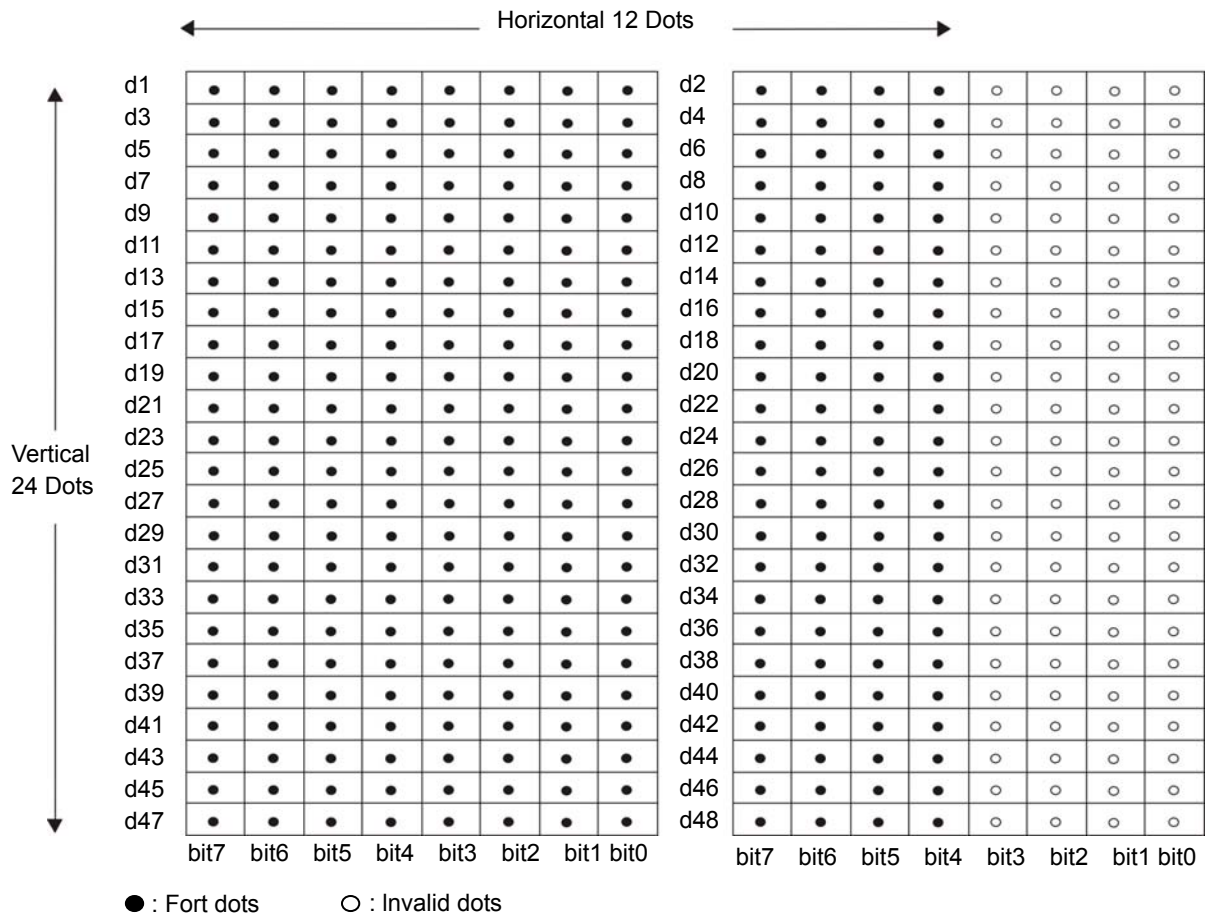 Horizontal 12 Dots
d1 d2
d3 d4
d5 d6
d7 d8
d9 d10
d11 d12
d13 d14
d15 d16
d17 d18
d19 d20
d21 d22
d23 d24
Vertical
24 Dots
d25 d26
d27 d28
d29 d30
d31 d32
d33 d34
d35 d36
d37 d38
d39 d40
d41 d42
d43 d44
d45 d46
d47 d48
bit7 bit6 bit5 bit4 bit3 bit2 bit1 bit0 bit7 bit6 bit5 bit4 bit3 bit2 bit1 bit0
: Fort dots : Invalid dots